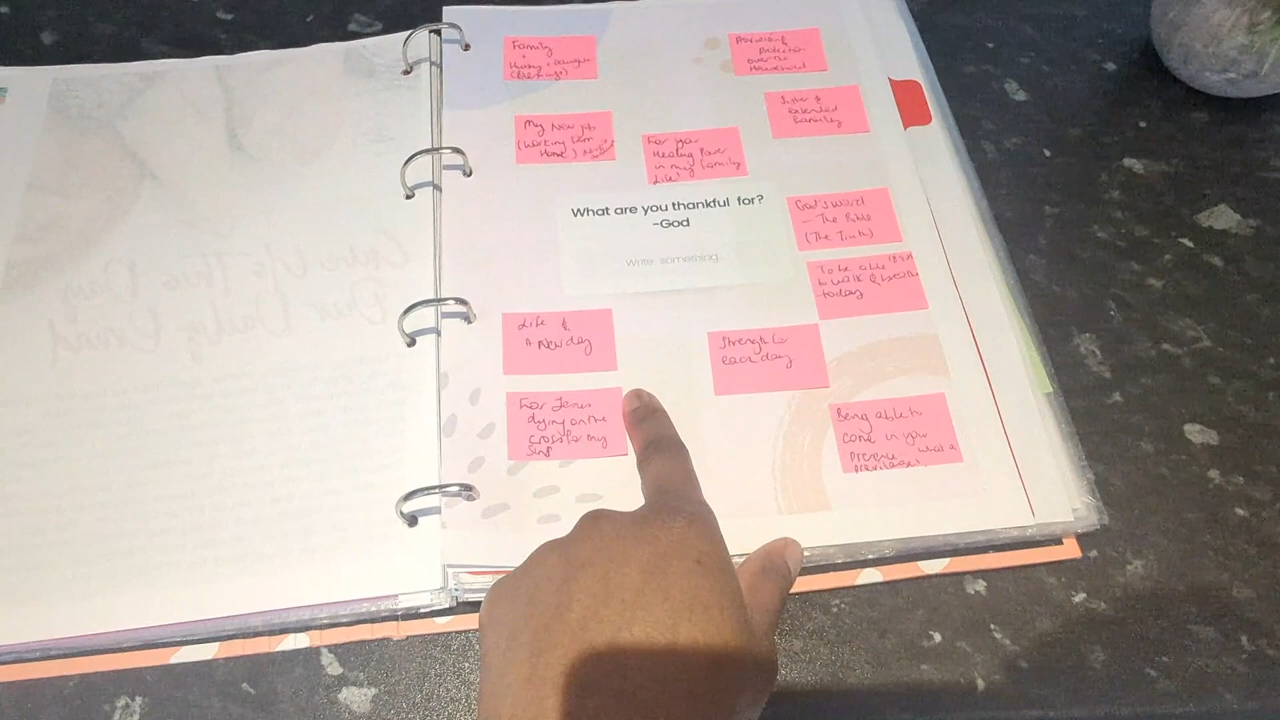 Family
+
(Blessings)
Provision &
protection
over the
Household
My New job
(Working from
Home)
For your
Healing Power
in my family
Life!
Sister &
extended
family
What are you thankful for?
-God
Write something
God's word
- The Bible
(The Truth)
To be able
to walk & breathe
today
Life &
A New day
Strength for
each day
For Jesus
dying on the
cross for my
Sins
Being able to
come in your
presence what a
previlege!